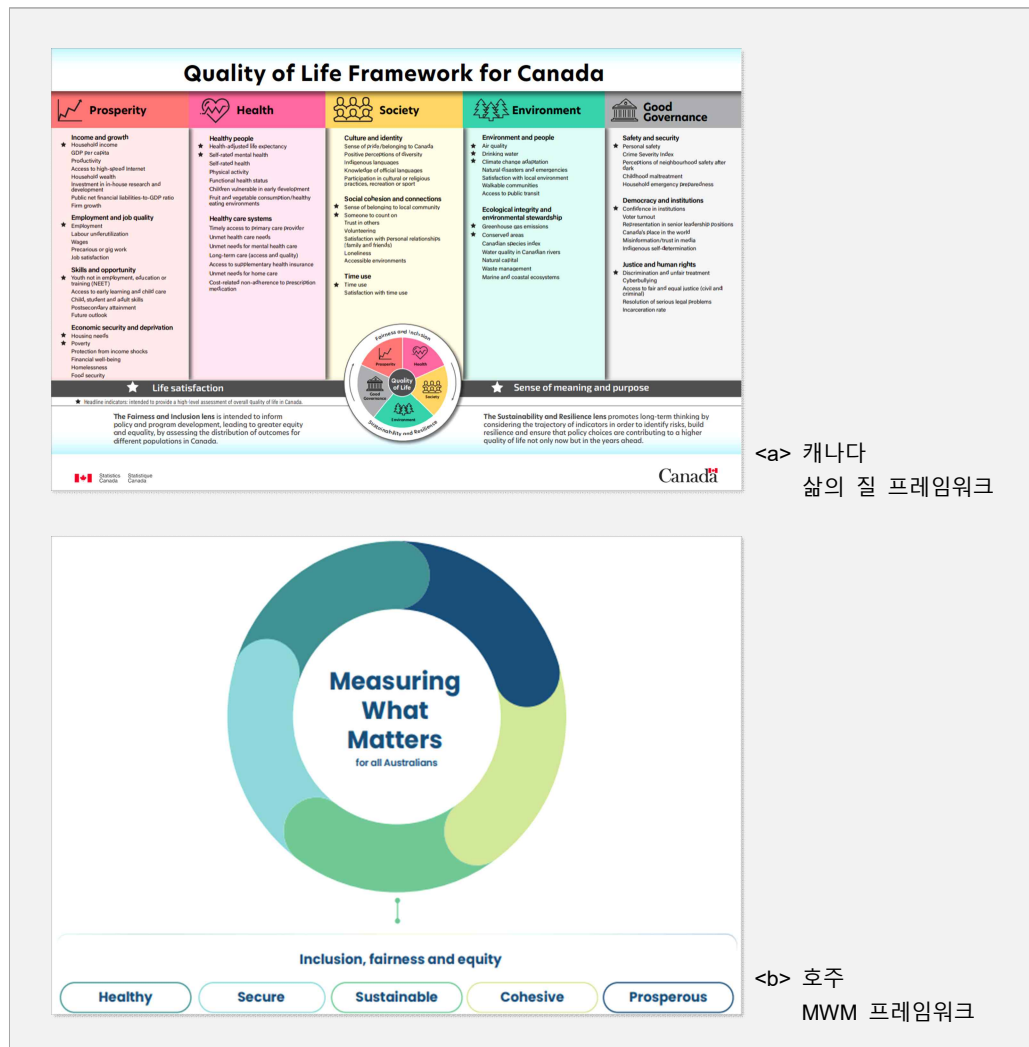 Quality of Life Framework for Canada
Prosperity
Income and growth
★ Household income
GDP per capita
Productivity
Access to high-speed Internet
Household wealth
Investment in in-house research and
development
Public net financial liabilities-to-GDP ratio
Firm growth
Employment and job quality
★ Employment
Labour underutilization
Wages
Precarious or gig work
Job satisfaction
Skills and opportunity
★ Youth not in employment, education or
training (NEET)
Access to early learning and child care
Child, student and adult skills
Postsecondary attainment
Future outlook
Economic security and deprivation
★ Housing needs
★ Poverty
Protection from income shocks
Financial well-being
Homelessness
Food security
Health
Healthy people
★ Health-adjusted life expectancy
★ Self-rated mental health
Self-rated health
Physical activity
Functional health status
Children vulnerable in early development
Fruit and vegetable consumption/healthy
eating environments
Healthy care systems
Timely access to primary care provider
Unmet health care needs
Unmet needs for mental health care
Long-term care (access and quality)
Access to supplementary health insurance
Unmet needs for home care
Cost-related non-adherence to prescription
medication
Society
Culture and identity
Sense of pride/belonging to Canada
Positive perceptions of diversity
Indigenous languages
Knowledge of official languages
Participation in cultural or religious
practices, recreation or sport
Social cohesion and connections
★ Sense of belonging to local community
★ Someone to count on
Trust in others
Volunteering
Satisfaction with personal relationships
(family and friends)
Loneliness
Accessible environments
Time use
★ Time use
Satisfaction with time use
Environment
Environment and people
★ Air quality
★ Drinking water
★ Climate change adaptation
Natural disasters and emergencies
Satisfaction with local environment
Walkable communities
Access to public transit
Ecological integrity and
environmental stewardship
★ Greenhouse gas emissions
★ Conserved areas
Canadian species index
Water quality in Canadian rivers
Natural capital
Waste management
Marine and coastal ecosystems
Good
Governance
Safety and security
★ Personal safety
Crime Severity Index
Perceptions of neighbourhood safety after
dark
Childhood maltreatment
Household emergency preparedness
Democracy and institutions
★ Confidence in institutions
Voter turnout
Representation in senior leadership positions
Canada's place in the world
Misinformation/trust in media
Indigenous self-determination
Justice and human rights
★ Discrimination and unfair treatment
Cyberbullying
Access to fair and equal justice (civil and
criminal)
Resolution of serious legal problems
Incarceration rate
Fairness and Inclusion
Prosperity
Health
Good
Governance
Quality
of Life
Society
Environment
Sustainability and Resilience
★ Life satisfaction
★ Sense of meaning and purpose
★ Headline indicators: intended to provide a high level assessment of overall Quality of life in Canada.
The Fairness and Inclusion lens is intended to inform
policy and program development, leading to greater equity
and equality, by assessing the distribution of outcomes for
different populations in Canada.
The Sustainability and Resilience lens promotes long-term thinking by
considering the trajectory of indicators in order to identify risks, build
resilience and ensure that policy choices are contributing to a higher
quality of life not only now but in the years ahead.
Statistics Statistique
Canada Canada
Canada
<a> 캐나다
삶의 질 프레임워크
Measuring
What
Matters
for all Australians
Inclusion, fairness and equity
Healthy
Secure
Sustainable
Cohesive
Prosperous
<b> 호주
MWM 프레임워크